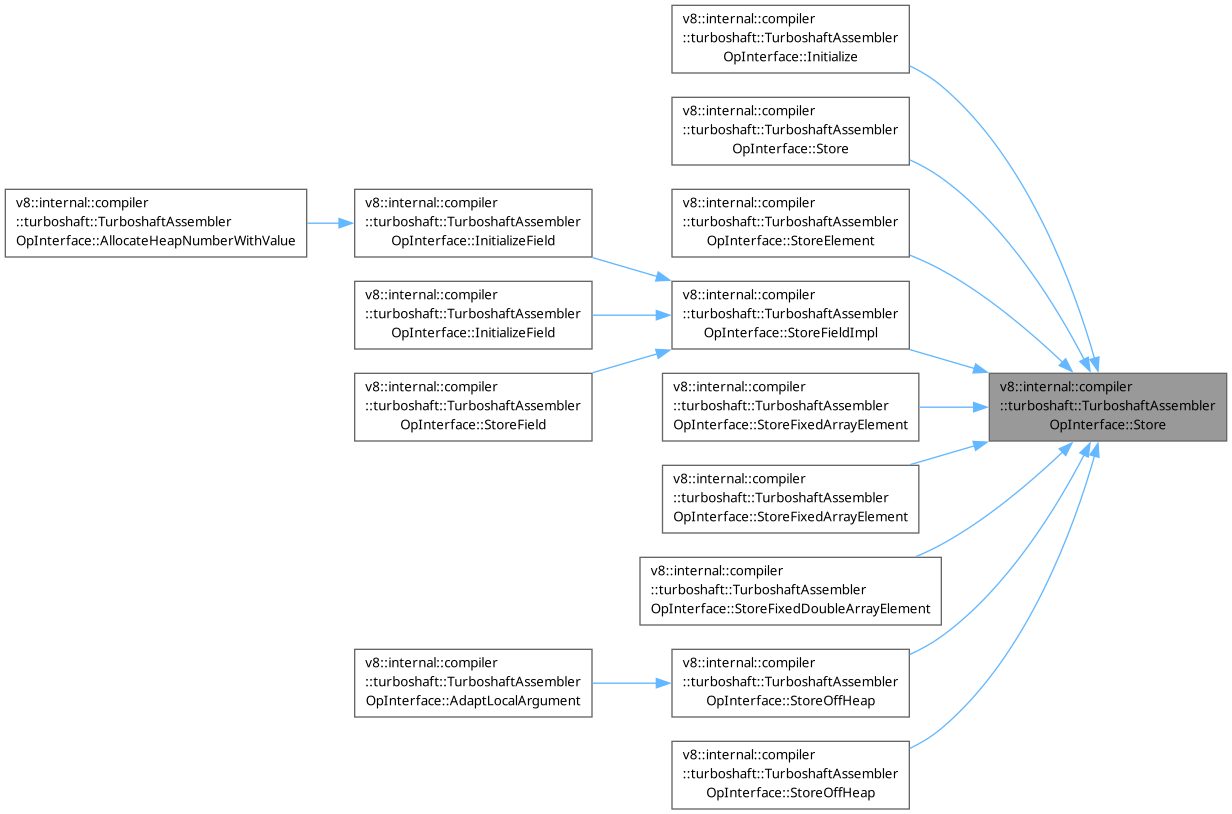 v8::internal::compiler
::turboshaft::TurboshaftAssembler
OpInterface::Initialize
v8::internal::compiler
::turboshaft::TurboshaftAssembler
OpInterface::Store
v8::internal::compiler
::turboshaft::TurboshaftAssembler
OpInterface::AllocateHeapNumberWithValue
v8::internal::compiler
::turboshaft::TurboshaftAssembler
OpInterface::InitializeField
v8::internal::compiler
::turboshaft::TurboshaftAssembler
OpInterface::StoreElement
v8::internal::compiler
::turboshaft::TurboshaftAssembler
OpInterface::InitializeField
v8::internal::compiler
::turboshaft::TurboshaftAssembler
OpInterface::StoreFieldImpl
v8::internal::compiler
::turboshaft::TurboshaftAssembler
OpInterface::StoreField
v8::internal::compiler
::turboshaft::TurboshaftAssembler
OpInterface::StoreFixedArrayElement
v8::internal::compiler
::turboshaft::TurboshaftAssembler
OpInterface::Store
v8::internal::compiler
::turboshaft::TurboshaftAssembler
OpInterface::StoreFixedArrayElement
v8::internal::compiler
::turboshaft::TurboshaftAssembler
OpInterface::StoreFixedDoubleArrayElement
v8::internal::compiler
::turboshaft::TurboshaftAssembler
OpInterface::AdaptLocalArgument
v8::internal::compiler
::turboshaft::TurboshaftAssembler
OpInterface::StoreOffHeap
v8::internal::compiler
::turboshaft::TurboshaftAssembler
OpInterface::StoreOffHeap